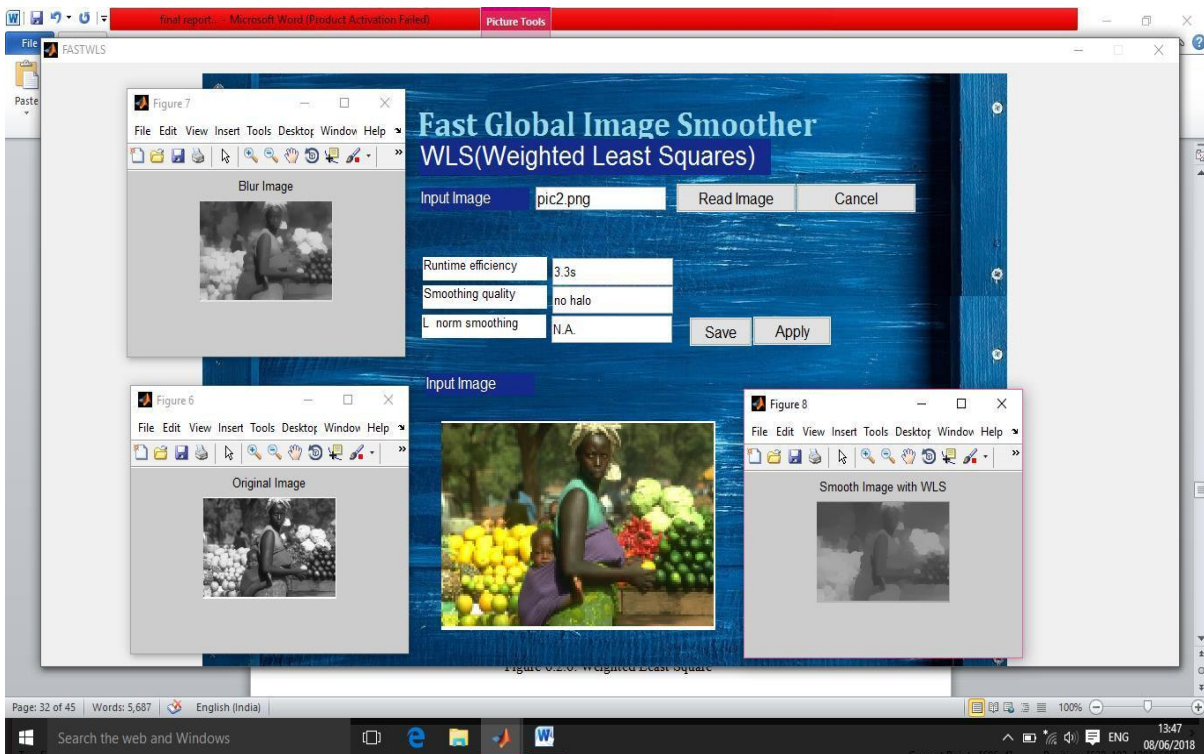 final report... - Microsoft Word (Product Activation Failed)
Picture Tools
File
FASTWLS
Paste
Figure 7
File Edit View Insert Tools Desktop Window Help
Blur Image
Fast Global Image Smoother
WLS(Weighted Least Squares)
Input Image
pic2.png
Read Image
Cancel
Runtime efficiency
3.3s
Smoothing quality
no halo
L norm smoothing
N.A.
Save
Apply
Input Image
Figure 6
File Edit View Insert Tools Desktop Window Help
Original Image
Figure 8
File Edit View Insert Tools Desktop Window Help
Smooth Image with WLS
Weighted Least Square
Page: 32 of 45
Words: 5,687
English (India)
100%
Search the web and Windows
ENG
13:47
08/06/2018